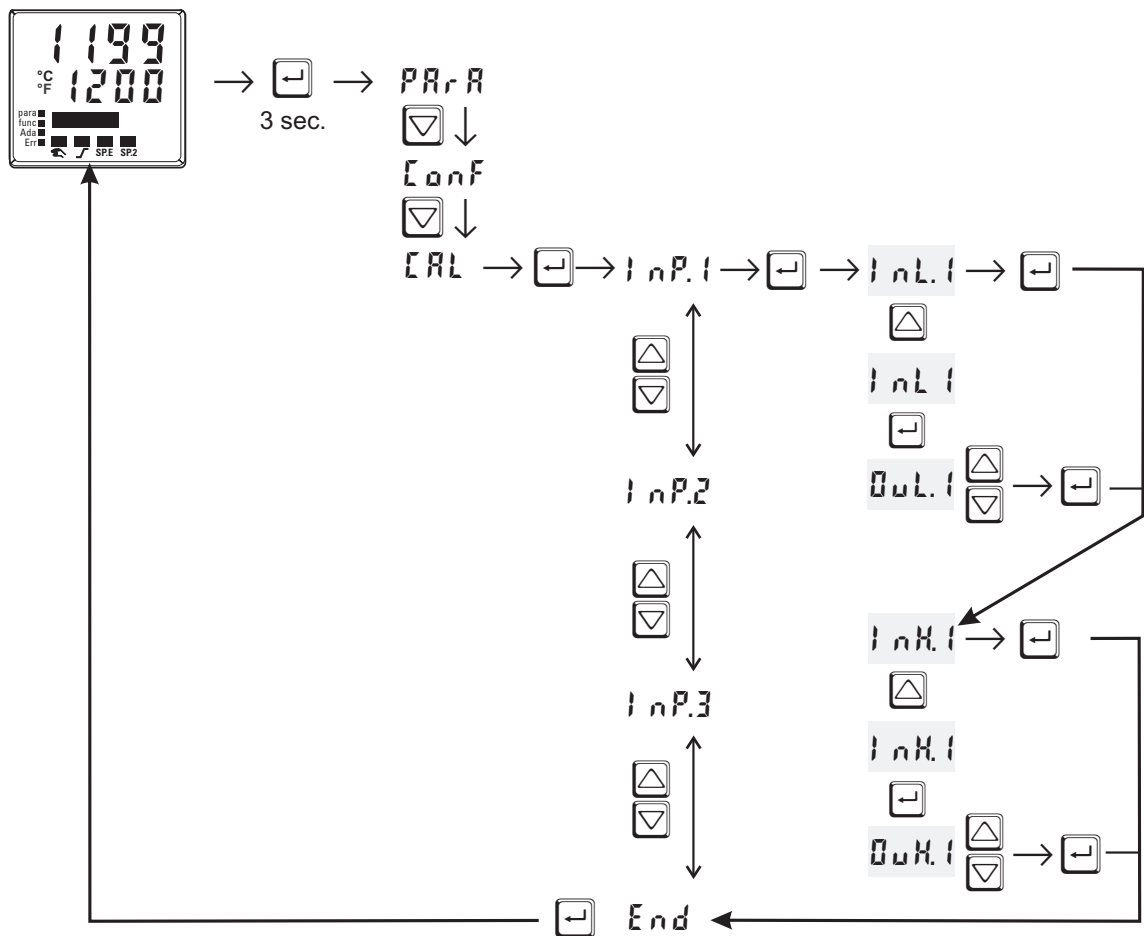 1199
°C
°F
1200
para
func
Ada
Err
SP.E SP.2
3 sec.
PArA
ConF
CAL
InP.1
InL.1
InL1
OuL.1
InP.2
InH.1
InP.3
InH.1
OuH.1
End